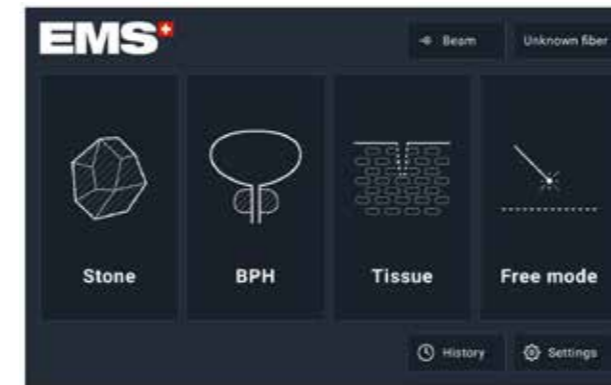 EMS+
Beam
Unknown fiber
Stone
BPH
Tissue
Free mode
History
Settings